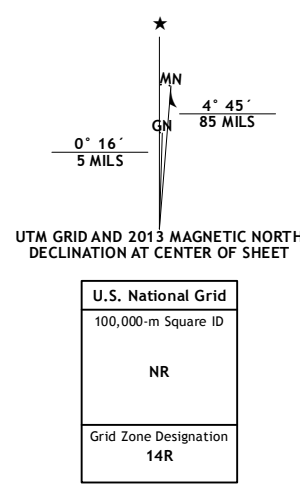 ★
MN
GN
4° 45´
85 MILS
0° 16´
5 MILS
UTM GRID AND 2013 MAGNETIC NORTH
DECLINATION AT CENTER OF SHEET
U.S. National Grid
100,000-m Square ID
NR
Grid Zone Designation
14R